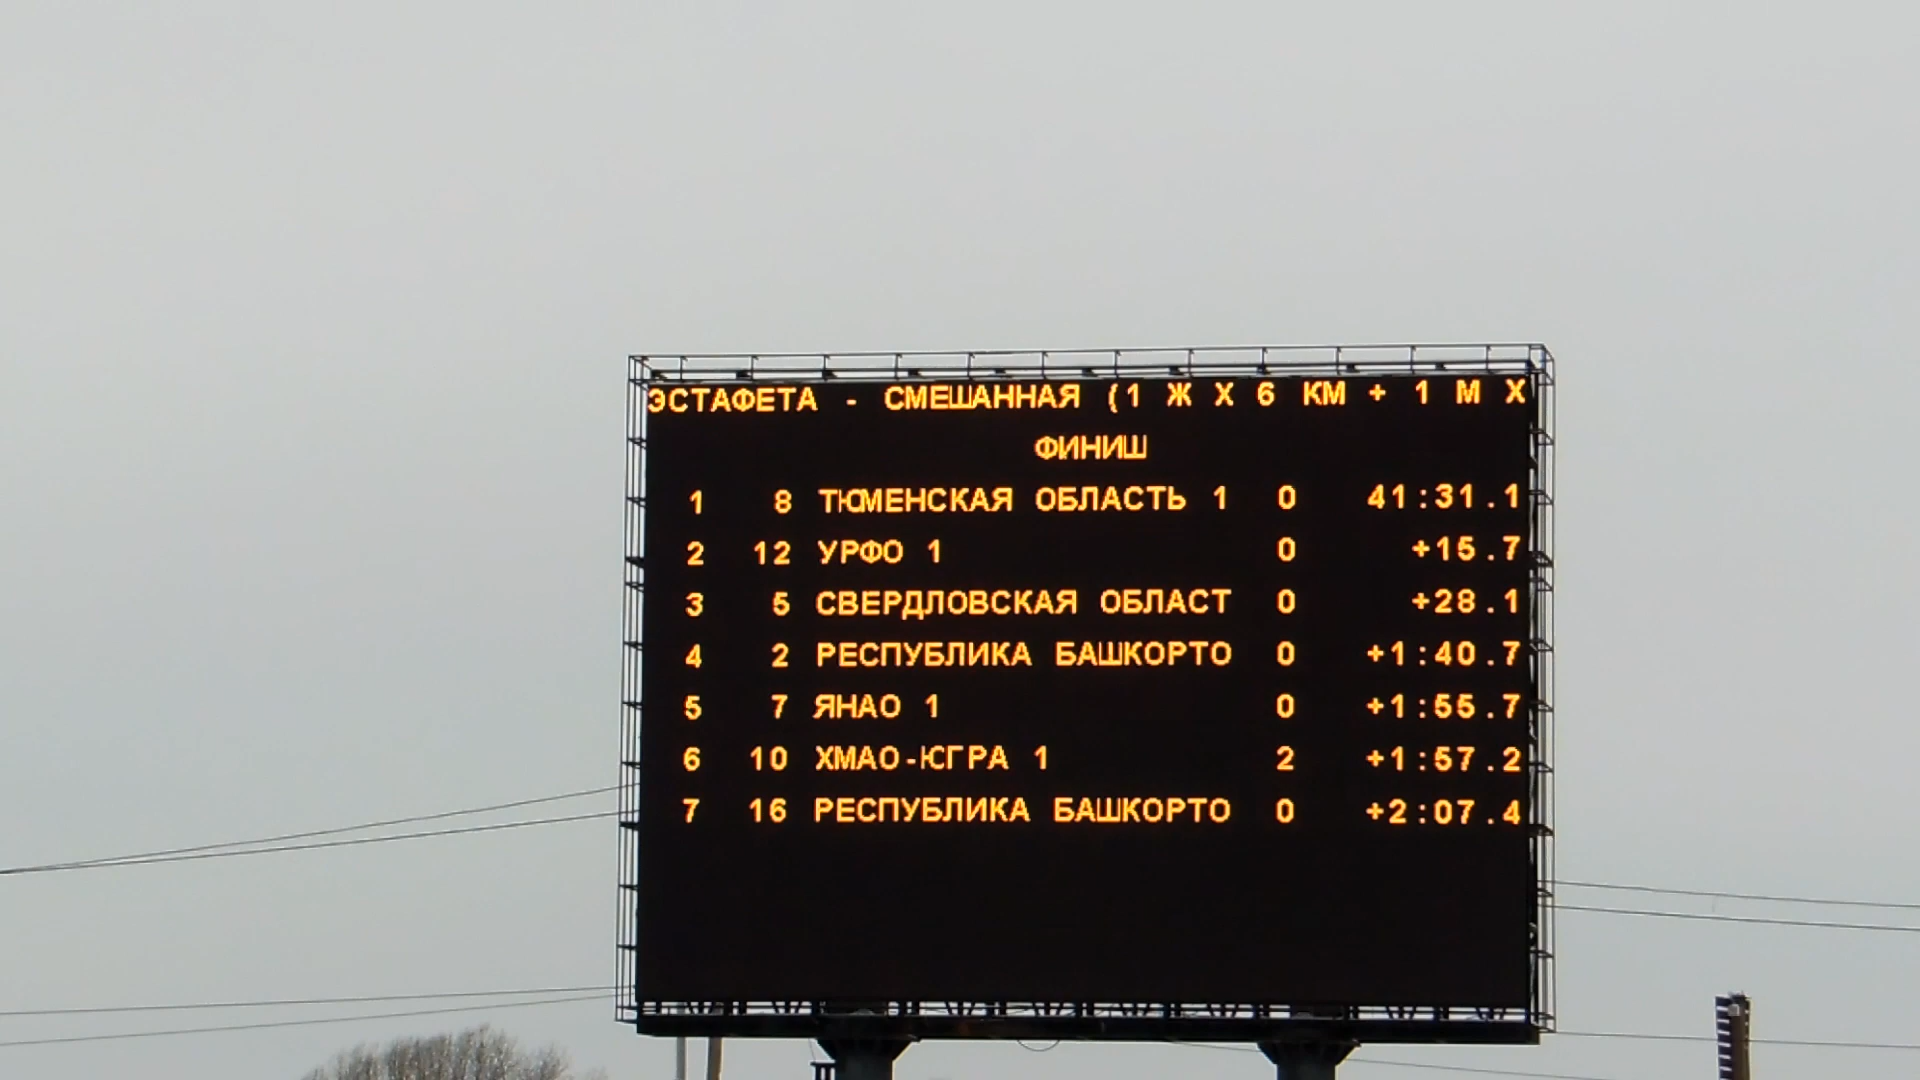 ЭСТАФЕТА - СМЕШАННАЯ (1 Ж Х 6 КМ + 1 М Х
ФИНИШ
1 8 ТЮМЕНСКАЯ ОБЛАСТЬ 1 0 41:31.1
2 12 УРФО 1 0 +15.7
3 5 СВЕРДЛОВСКАЯ ОБЛАСТ 0 +28.1
4 2 РЕСПУБЛИКА БАШКОРТО 0 +1:40.7
5 7 ЯНАО 1 0 +1:55.7
6 10 ХМАО-ЮГРА 1 2 +1:57.2
7 16 РЕСПУБЛИКА БАШКОРТО 0 +2:07.4